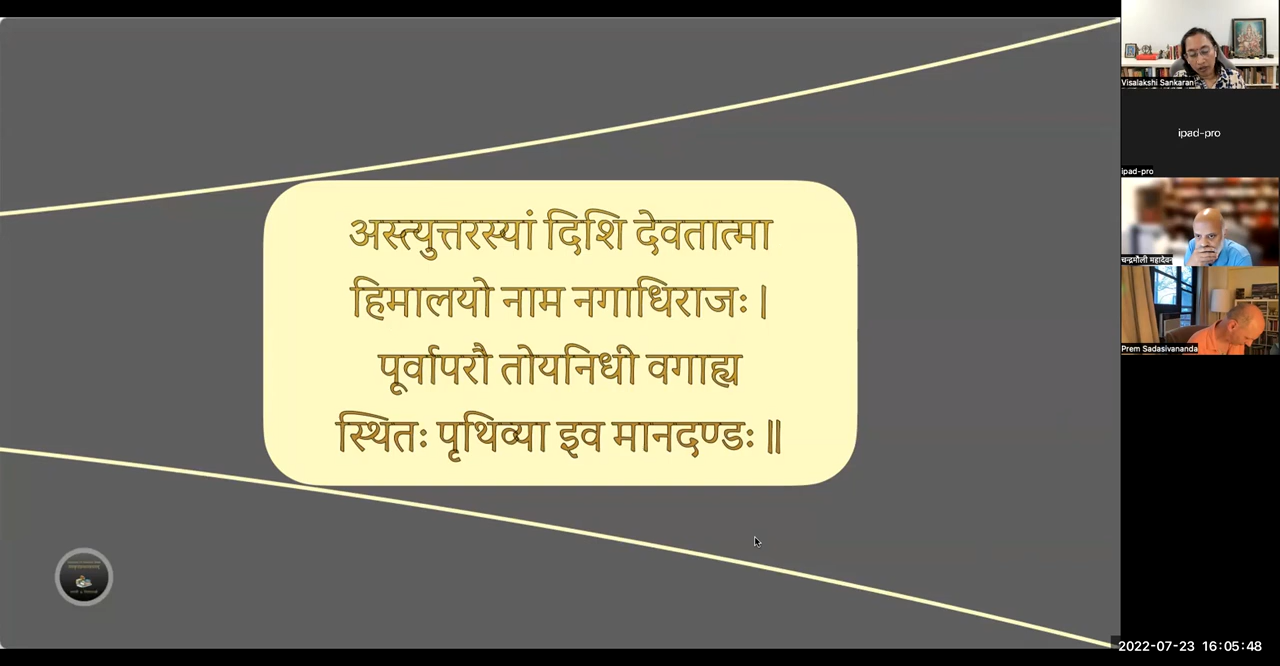 अस्त्युत्तरस्यां दिशि देवतात्मा
हिमालयो नाम नगाधिराजः |
पूर्वापरौ तोयनिधी वगाह्य
स्थितः पृथिव्या इव मानदण्डः ||
Visalakshi Sankaran
ipad-pro
ipad-pro
चन्द्रमौली महादेवन
Prem Sadasivananda
2022-07-23 16:05:48